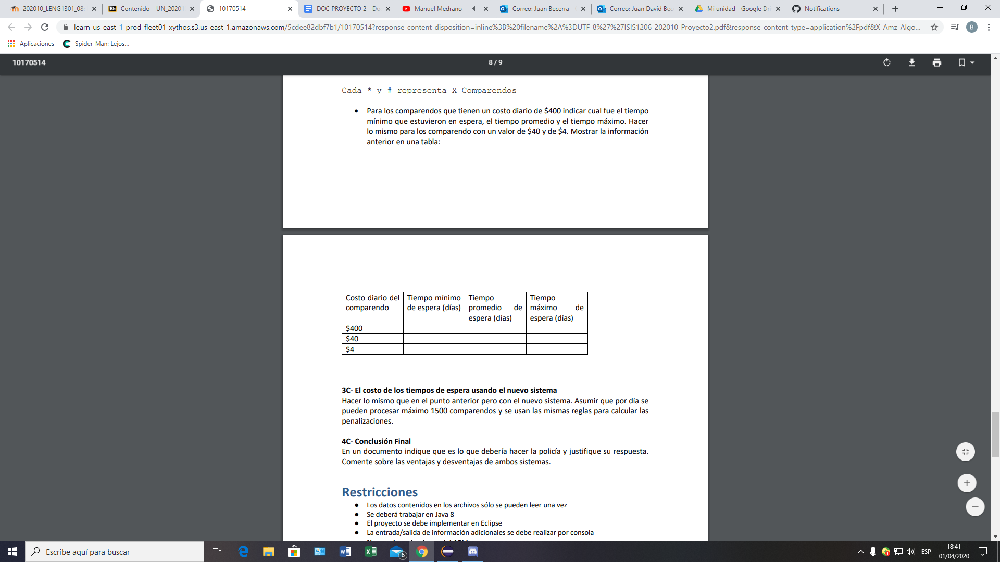 202010_LENG1301_08:
Contenido – UN_20201
10170514
DOC PROYECTO 2 - Do
Manuel Medrano -
Correo: Juan Becerra -
Correo: Juan David Bec
Mi unidad - Google Dri
Notifications
learn-us-east-1-prod-fleet01-xythos.s3.us-east-1.amazonaws.com/5cdee82dbf7b1/10170514?response-content-disposition=inline%3B%20filename%2A%3DUTF-8%27%27ISIS1206-202010-Proyecto2.pdf&response-content-type=application%2Fpdf&X-Amz-Algo...
B
Aplicaciones
Spider-Man: Lejos...
10170514
8 / 9
Cada * y # representa X Comparendos
• Para los comparendos que tienen un costo diario de $400 indicar cual fue el tiempo
mínimo que estuvieron en espera, el tiempo promedio y el tiempo máximo. Hacer
lo mismo para los comparendo con un valor de $40 y de $4. Mostrar la información
anterior en una tabla:
Costo diario del Tiempo mínimo Tiempo Tiempo
comparendo de espera (días) promedio de máximo de
espera (días) espera (días)
$400
$40
$4
3C- El costo de los tiempos de espera usando el nuevo sistema
Hacer lo mismo que en el punto anterior pero con el nuevo sistema. Asumir que por día se
pueden procesar máximo 1500 comparendos y se usan las mismas reglas para calcular las
penalizaciones.
4C- Conclusión Final
En un documento indique que es lo que debería hacer la policía y justifique su respuesta.
Comente sobre las ventajas y desventajas de ambos sistemas.
Restricciones
• Los datos contenidos en los archivos sólo se pueden leer una vez
• Se deberá trabajar en Java 8
• El proyecto se debe implementar en Eclipse
• La entrada/salida de información adicionales se debe realizar por consola
Escribe aquí para buscar
6
ESP
18:41
01/04/2020